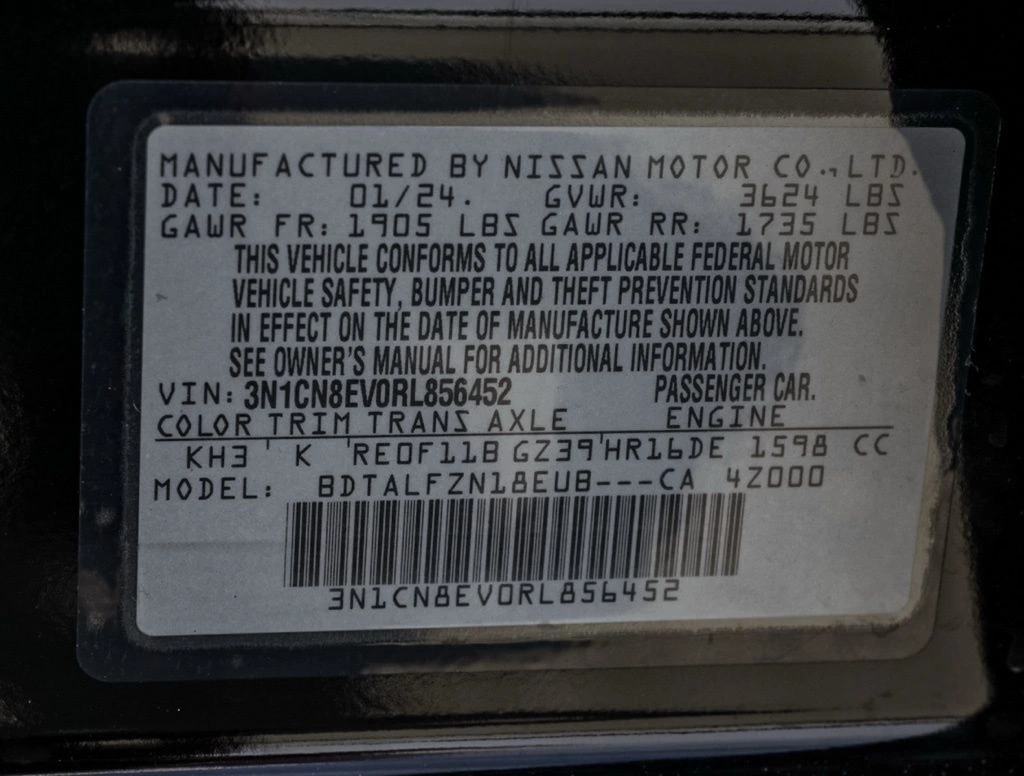 MANUFACTURED BY NISSAN MOTOR CO., LTD.
DATE: 01/24. GVWR: 3624 LBS
GAWR FR: 1905 LBS GAWR RR: 1735 LBS
THIS VEHICLE CONFORMS TO ALL APPLICABLE FEDERAL MOTOR
VEHICLE SAFETY, BUMPER AND THEFT PREVENTION STANDARDS
IN EFFECT ON THE DATE OF MANUFACTURE SHOWN ABOVE.
SEE OWNER'S MANUAL FOR ADDITIONAL INFORMATION.
VIN: 3N1CN8EV0RL856452 PASSENGER CAR.
COLOR TRIM TRANS AXLE ENGINE
KH3 ' K 'RE0F11B GZ39'HR16DE 1598 CC
MODEL: BDTALFZN18EUB---CA 4Z000
3N1CN8EV0RL856452